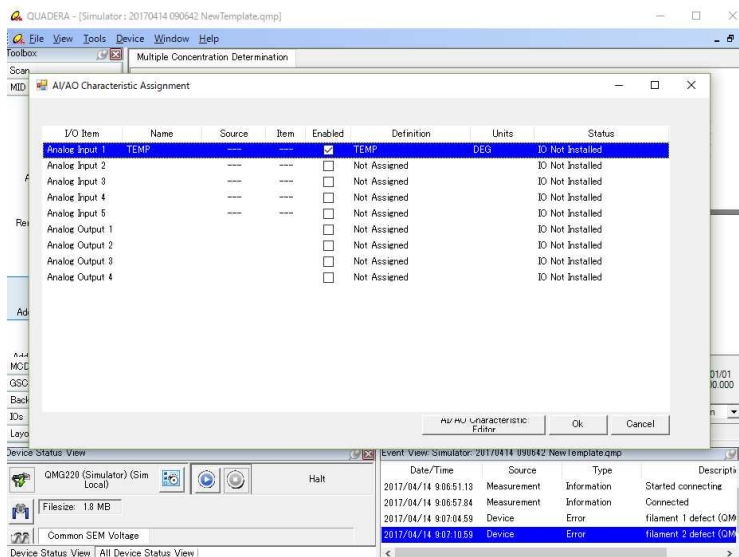 QUADERA - [Simulator : 20170414 090642 NewTemplate.qmp]
File View Tools Device Window Help
Toolbox
Multiple Concentration Determination
Scan
MID
AI/AO Characteristic Assignment
I/O Item Name Source Item Enabled Definition Units Status
Analog Input 1 TEMP --- --- TEMP DEG IO Not Installed
Analog Input 2 --- --- Not Assigned IO Not Installed
Analog Input 3 --- --- Not Assigned IO Not Installed
Analog Input 4 --- --- Not Assigned IO Not Installed
Analog Input 5 --- --- Not Assigned IO Not Installed
Analog Output 1 Not Assigned IO Not Installed
Analog Output 2 Not Assigned IO Not Installed
Analog Output 3 Not Assigned IO Not Installed
Analog Output 4 Not Assigned IO Not Installed
AI/AO Characteristic
Editor
Ok Cancel
MCD
GSC
Back
IOs
Layo
01/01
00.000
Device Status View
QMG220 (Simulator) (Sim
Local)
Halt
Filesize: 1.8 MB
Common SEM Voltage
Device Status View All Device Status View
Event View: Simulator: 20170414 090642 NewTemplate.qmp
Date/Time Source Type Descripti
2017/04/14 9:06:51.13 Measurement Information Started connecting
2017/04/14 9:06:57.84 Measurement Information Connected
2017/04/14 9:07:04.59 Device Error filament 1 defect (QM
2017/04/14 9:07:10.59 Device Error filament 2 defect (QM